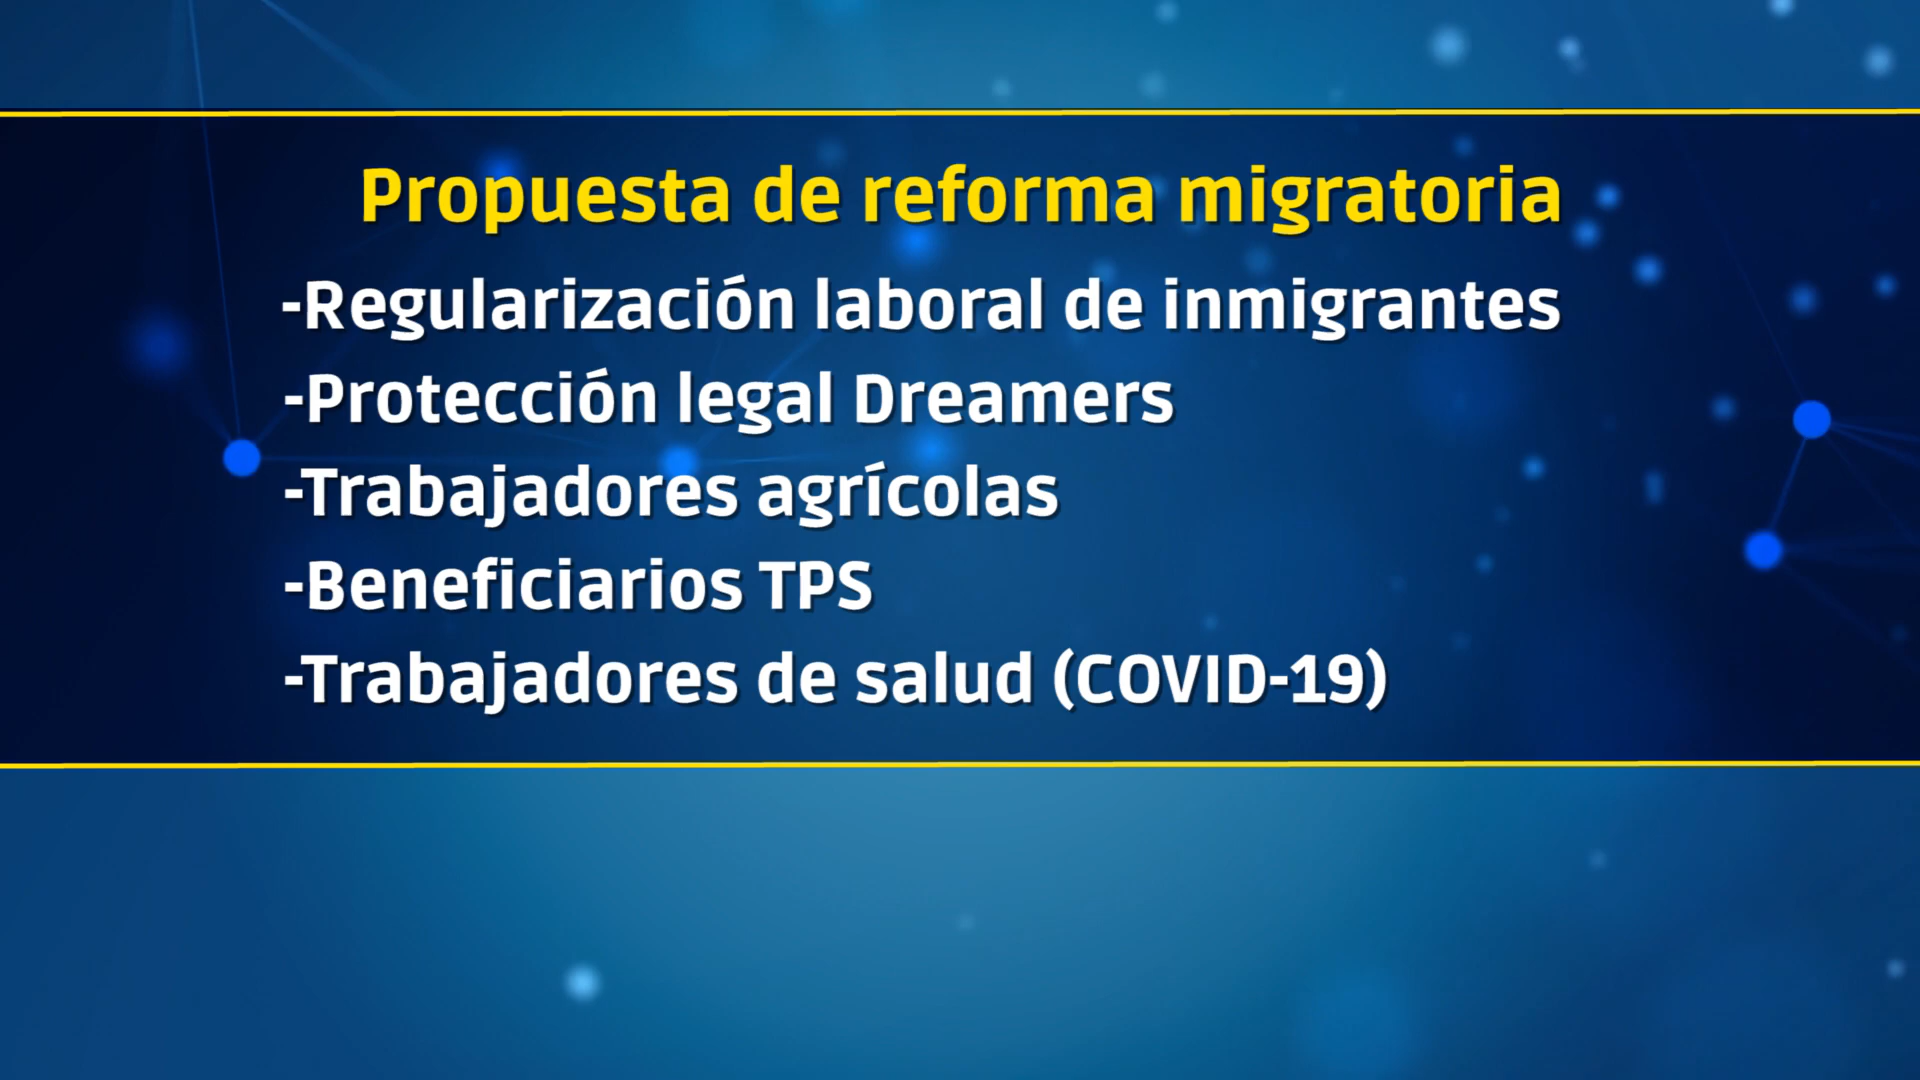 Propuesta de reforma migratoria
-Regularización laboral de inmigrantes
-Protección legal Dreamers
-Trabajadores agrícolas
-Beneficiarios TPS
-Trabajadores de salud (COVID-19)